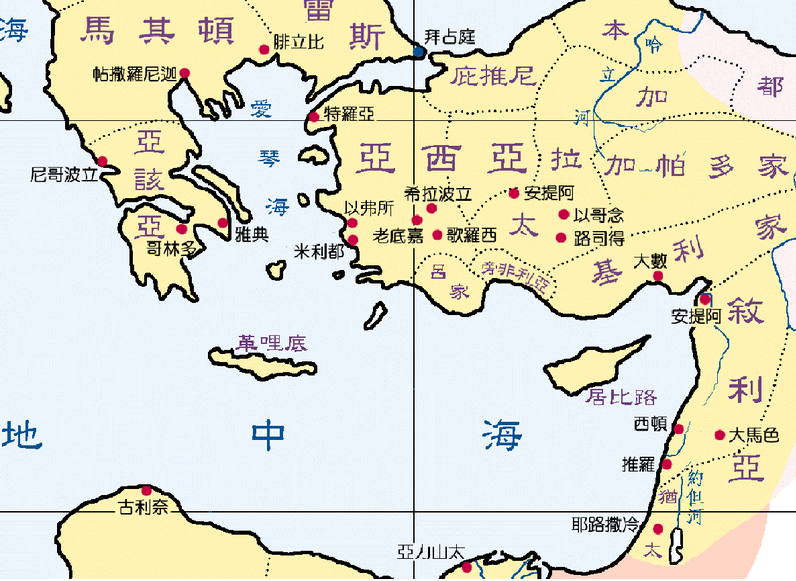 海
馬其頓
雷斯
腓立比
拜占庭
本都
庇推尼
帖撒羅尼迦
特羅亞
愛琴海
哈立河
加拉太
加帕多家
亞西亞
亞該亞
尼哥波立
哥林多
雅典
以弗所
米利都
希拉波立
老底嘉
歌羅西
安提阿
以哥念
路司得
呂家
旁非利亞
基利家
大數
安提阿
敘利亞
革哩底
居比路
地中海
西頓
大馬色
推羅
約但河
猶太
耶路撒冷
古利奈
亞力山太